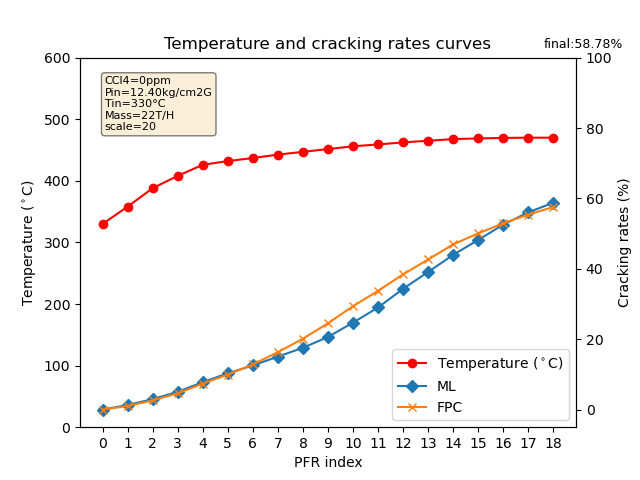 Temperature and cracking rates curves
final:58.78%
CCl4=0ppm
Pin=12.40kg/cm2G
Tin=330°C
Mass=22T/H
scale=20
Temperature (°C)
600
500
400
300
200
100
0
Cracking rates (%)
100
80
60
40
20
0
Temperature (°C)
ML
FPC
0 1 2 3 4 5 6 7 8 9 10 11 12 13 14 15 16 17 18
PFR index